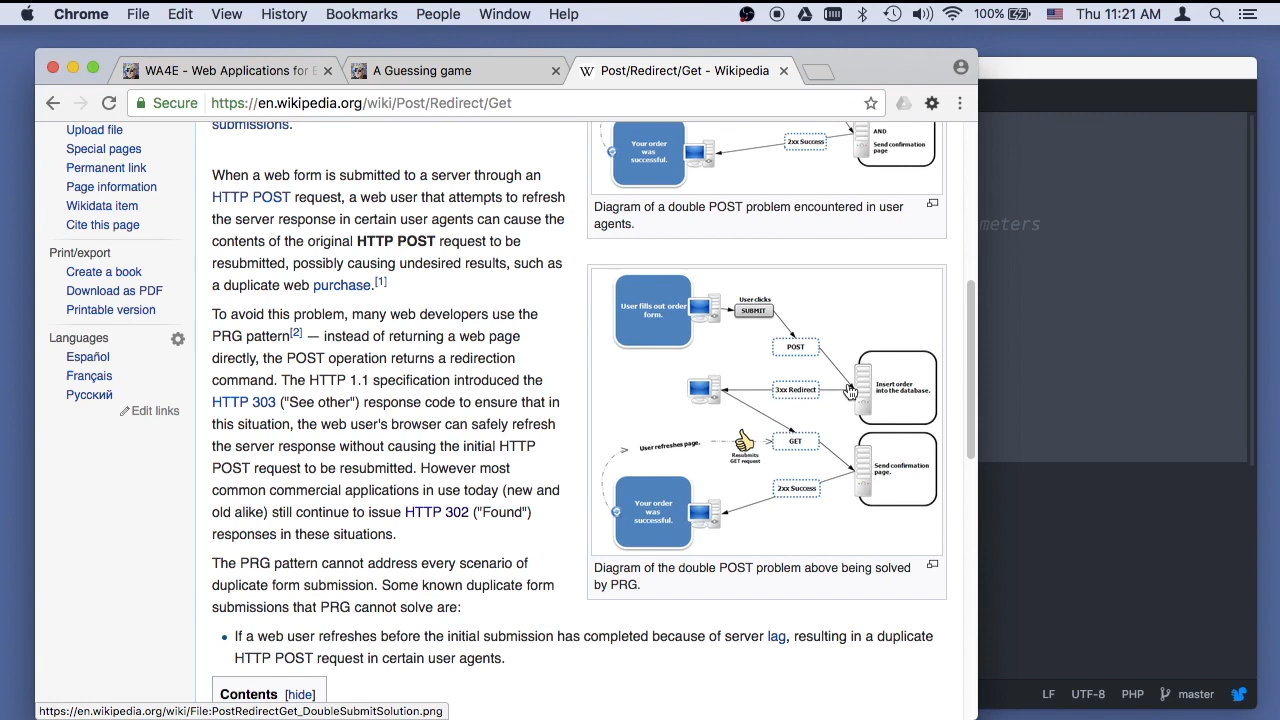 Chrome File Edit View History Bookmarks People Window Help 100% Thu 11:21 AM
WA4E - Web Applications for E
A Guessing game
Post/Redirect/Get - Wikipedia
Secure https://en.wikipedia.org/wiki/Post/Redirect/Get
Upload file
Special pages
Permanent link
Page information
Wikidata item
Cite this page
Print/export
Create a book
Download as PDF
Printable version
Languages
Español
Français
Русский
Edit links
submissions.
When a web form is submitted to a server through an
HTTP POST request, a web user that attempts to refresh
the server response in certain user agents can cause the
contents of the original HTTP POST request to be
resubmitted, possibly causing undesired results, such as
a duplicate web purchase.[1]
To avoid this problem, many web developers use the
PRG pattern[2] — instead of returning a web page
directly, the POST operation returns a redirection
command. The HTTP 1.1 specification introduced the
HTTP 303 ("See other") response code to ensure that in
this situation, the web user's browser can safely refresh
the server response without causing the initial HTTP
POST request to be resubmitted. However most
common commercial applications in use today (new and
old alike) still continue to issue HTTP 302 ("Found")
responses in these situations.
The PRG pattern cannot address every scenario of
duplicate form submission. Some known duplicate form
submissions that PRG cannot solve are:
• If a web user refreshes before the initial submission has completed because of server lag, resulting in a duplicate
HTTP POST request in certain user agents.
Contents [hide]
Your order
was
successful.
2xx Success
AND
Send confirmation
page
Diagram of a double POST problem encountered in user
agents.
User fills out order
form.
User clicks
SUBMIT
POST
3xx Redirect
Insert order
into the database.
User refreshes page.
Resubmits
GET request
GET
Send confirmation
page.
2xx Success
Your order
was
successful.
Diagram of the double POST problem above being solved
by PRG.
meters
https://en.wikipedia.org/wiki/File:PostRedirectGet_DoubleSubmitSolution.png
LF UTF-8 PHP master